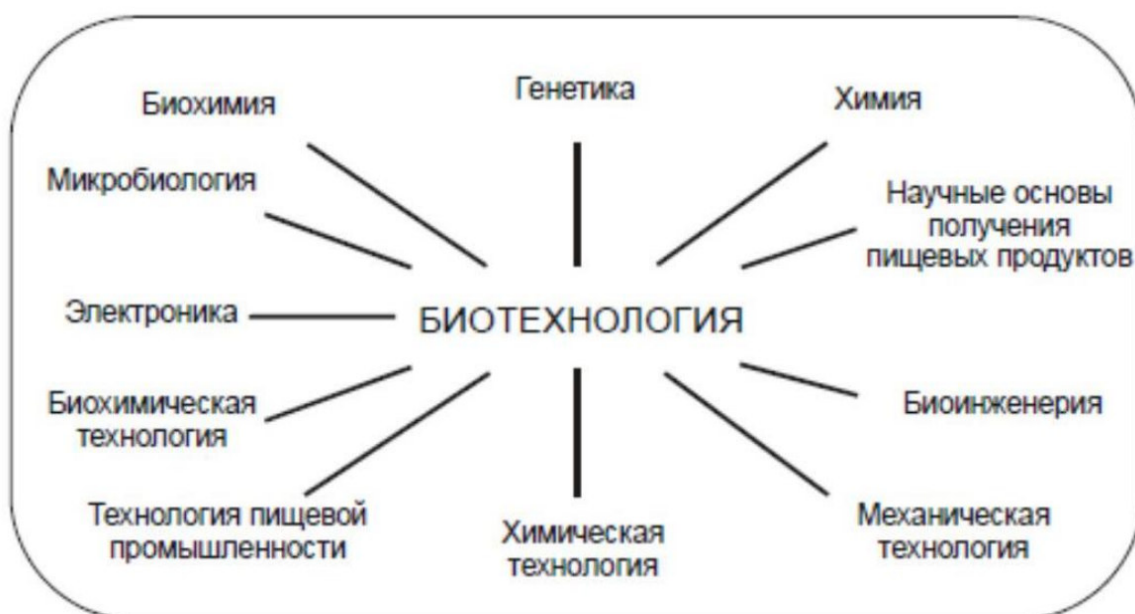 Биохимия
Генетика
Химия
Микробиология
Научные основы
получения
пищевых продуктов
Электроника
БИОТЕХНОЛОГИЯ
Биохимическая
технология
Биоинженерия
Технология пищевой
промышленности
Химическая
технология
Механическая
технология